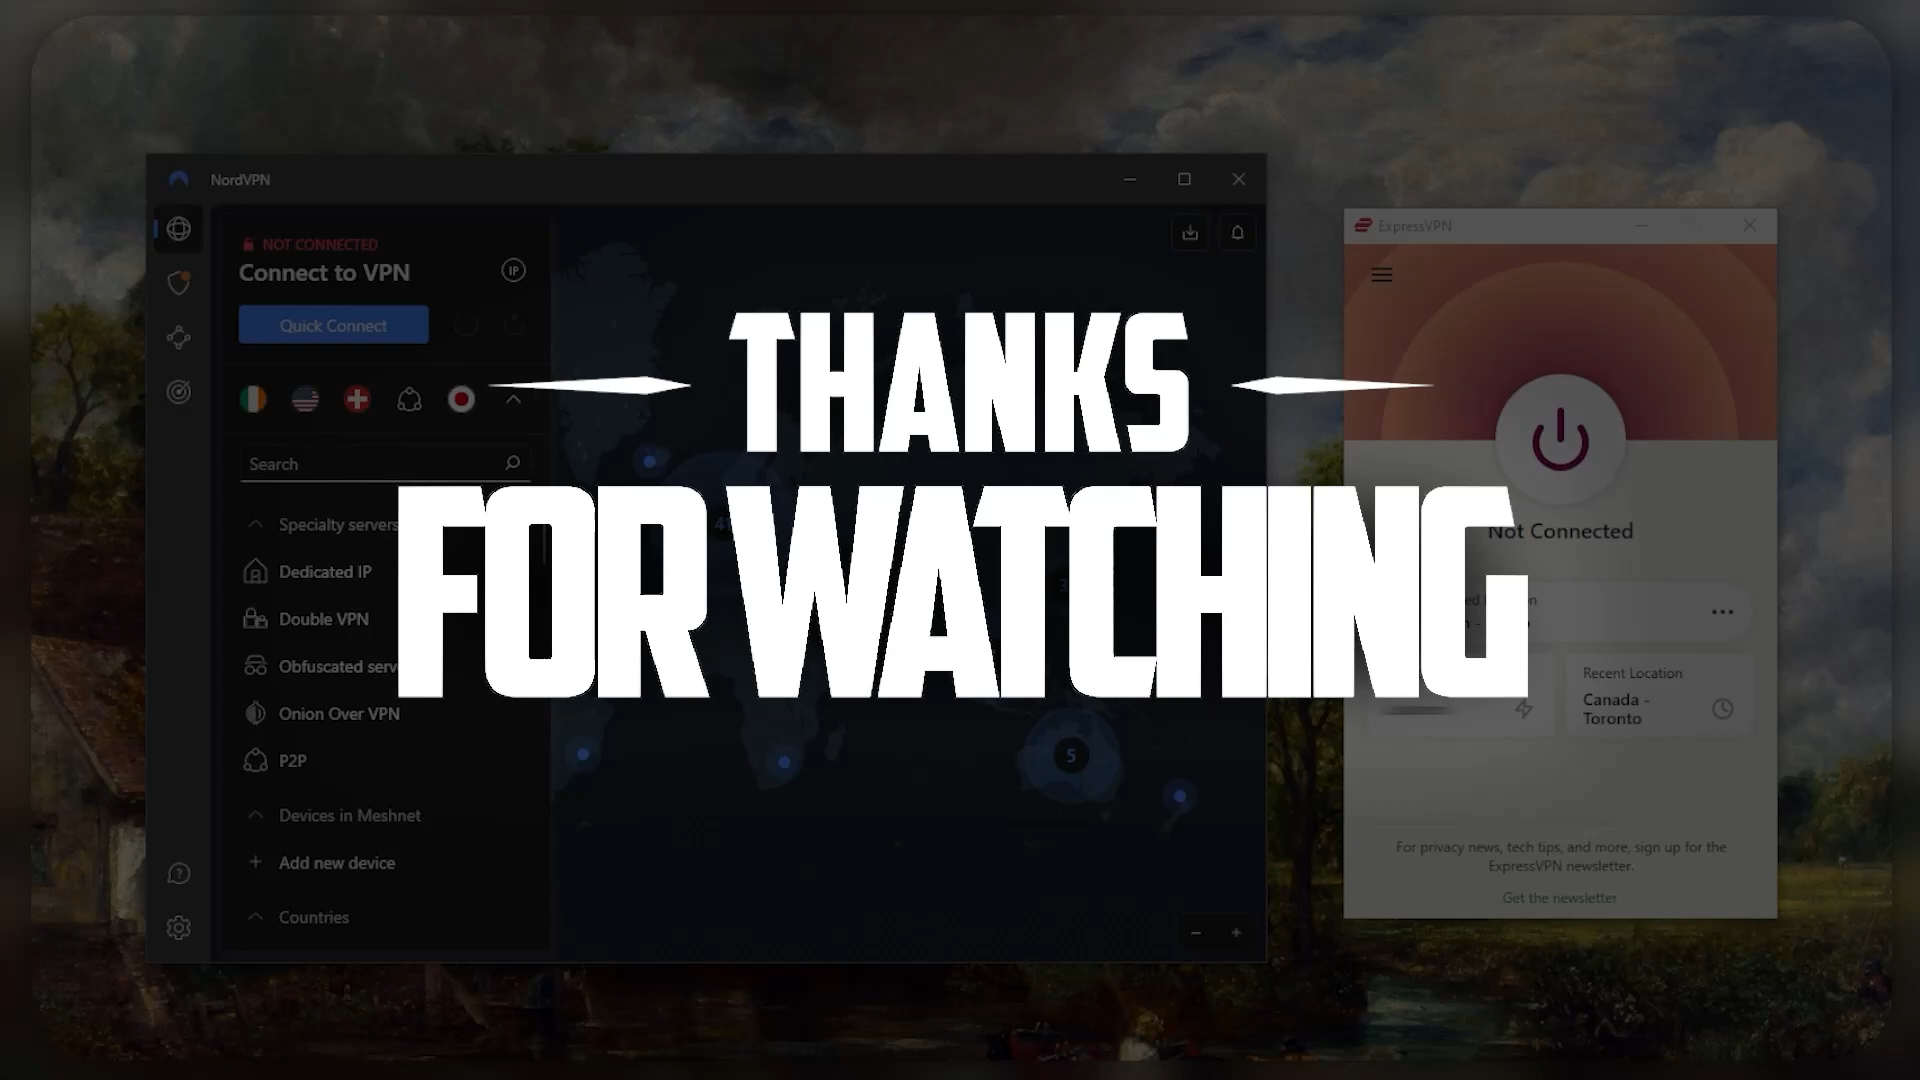 NordVPN
NOT CONNECTED
Connect to VPN
IP
Quick Connect
Search
Specialty servers
Dedicated IP
Double VPN
Obfuscated serv
Onion Over VPN
P2P
Devices in Meshnet
Add new device
Countries
5
THANKS
FOR WATCHING
ExpressVPN
Not Connected
Recent Location
Canada -
Toronto
For privacy news, tech tips, and more, sign up for the
ExpressVPN newsletter.
Get the newsletter